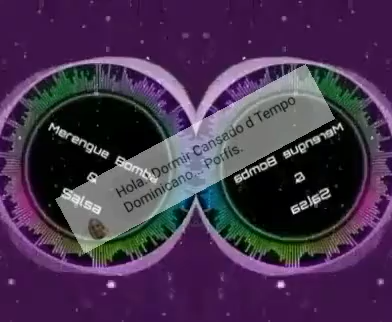 Merengue Bomba
&
Salsa
Hola! Dormir Cansado d Tempo
Dominicano... Porfis.
Merengue Bomba
&
Salsa